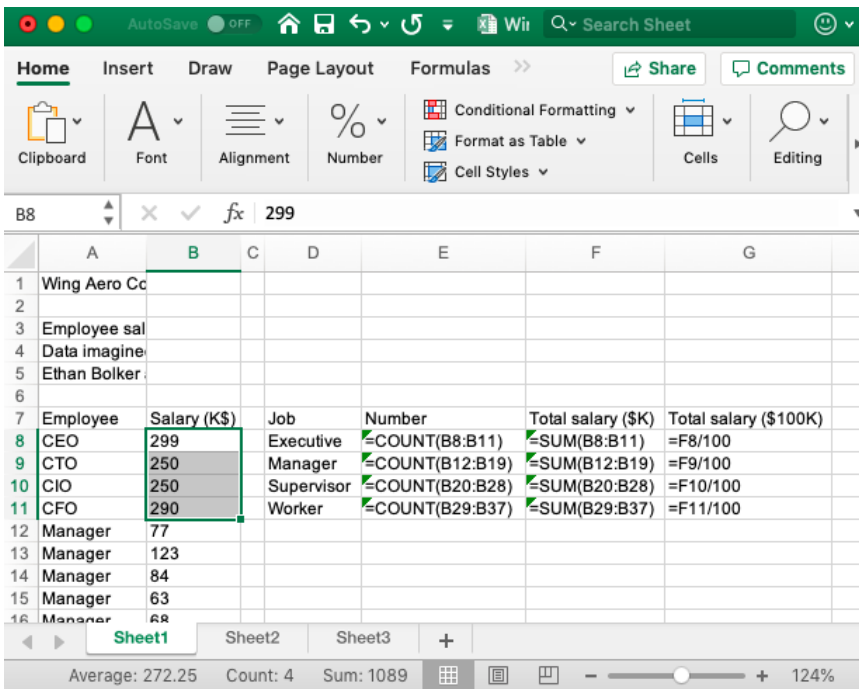 AutoSave OFF Wi Search Sheet
Home Insert Draw Page Layout Formulas >> Share Comments
Clipboard Font Alignment Number Conditional Formatting Format as Table Cell Styles Cells Editing
B8 fx 299
A B C D E F G
1 Wing Aero Co
2
3 Employee sal
4 Data imagine
5 Ethan Bolker
6
7 Employee Salary (K$) Job Number Total salary ($K) Total salary ($100K)
8 CEO 299 Executive =COUNT(B8:B11) =SUM(B8:B11) =F8/100
9 CTO 250 Manager =COUNT(B12:B19) =SUM(B12:B19) =F9/100
10 CIO 250 Supervisor =COUNT(B20:B28) =SUM(B20:B28) =F10/100
11 CFO 290 Worker =COUNT(B29:B37) =SUM(B29:B37) =F11/100
12 Manager 77
13 Manager 123
14 Manager 84
15 Manager 63
16 Manager 68
Sheet1 Sheet2 Sheet3 +
Average: 272.25 Count: 4 Sum: 1089 − + 124%